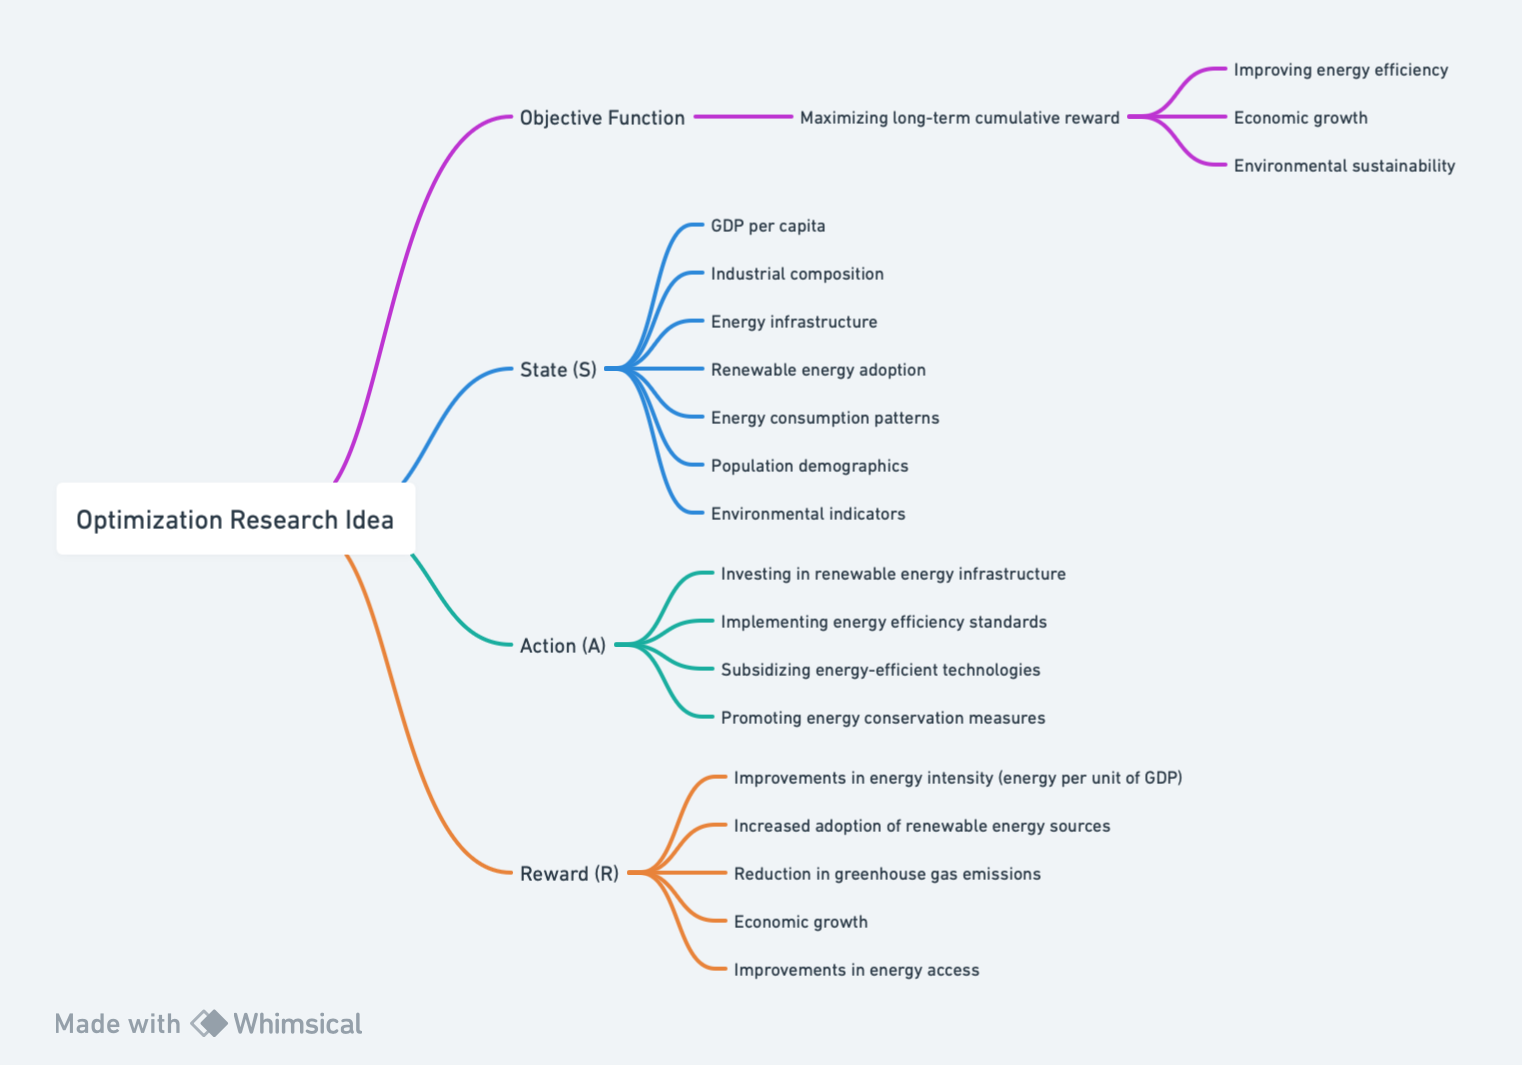 Optimization Research Idea
Objective Function
Maximizing long-term cumulative reward
Improving energy efficiency
Economic growth
Environmental sustainability
State (S)
GDP per capita
Industrial composition
Energy infrastructure
Renewable energy adoption
Energy consumption patterns
Population demographics
Environmental indicators
Action (A)
Investing in renewable energy infrastructure
Implementing energy efficiency standards
Subsidizing energy-efficient technologies
Promoting energy conservation measures
Reward (R)
Improvements in energy intensity (energy per unit of GDP)
Increased adoption of renewable energy sources
Reduction in greenhouse gas emissions
Economic growth
Improvements in energy access
Made with Whimsical